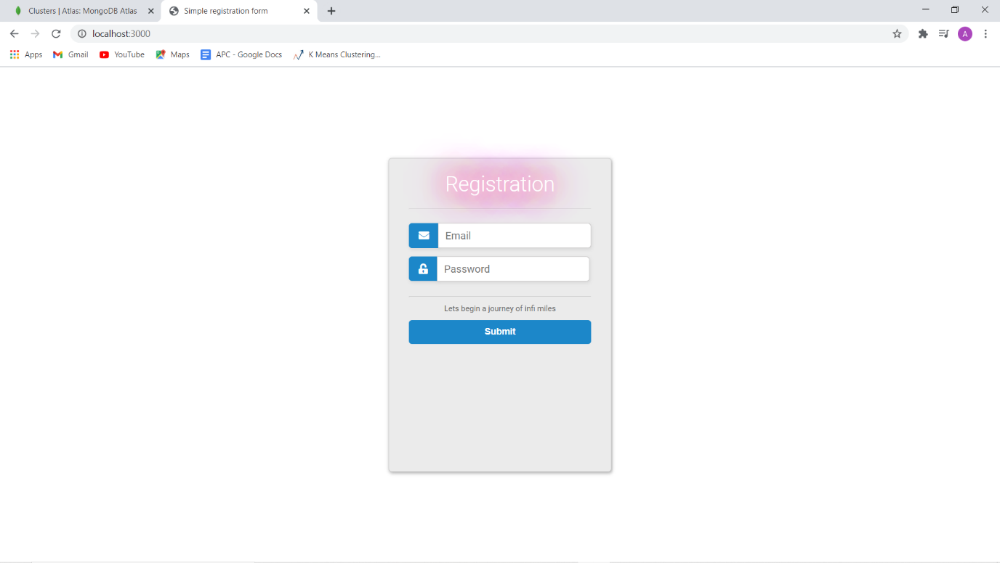 Clusters | Atlas: MongoDB Atlas
Simple registration form
localhost:3000
A
Apps
Gmail
YouTube
Maps
APC - Google Docs
K Means Clustering...
Registration
Email
Password
Lets begin a journey of infi miles
Submit